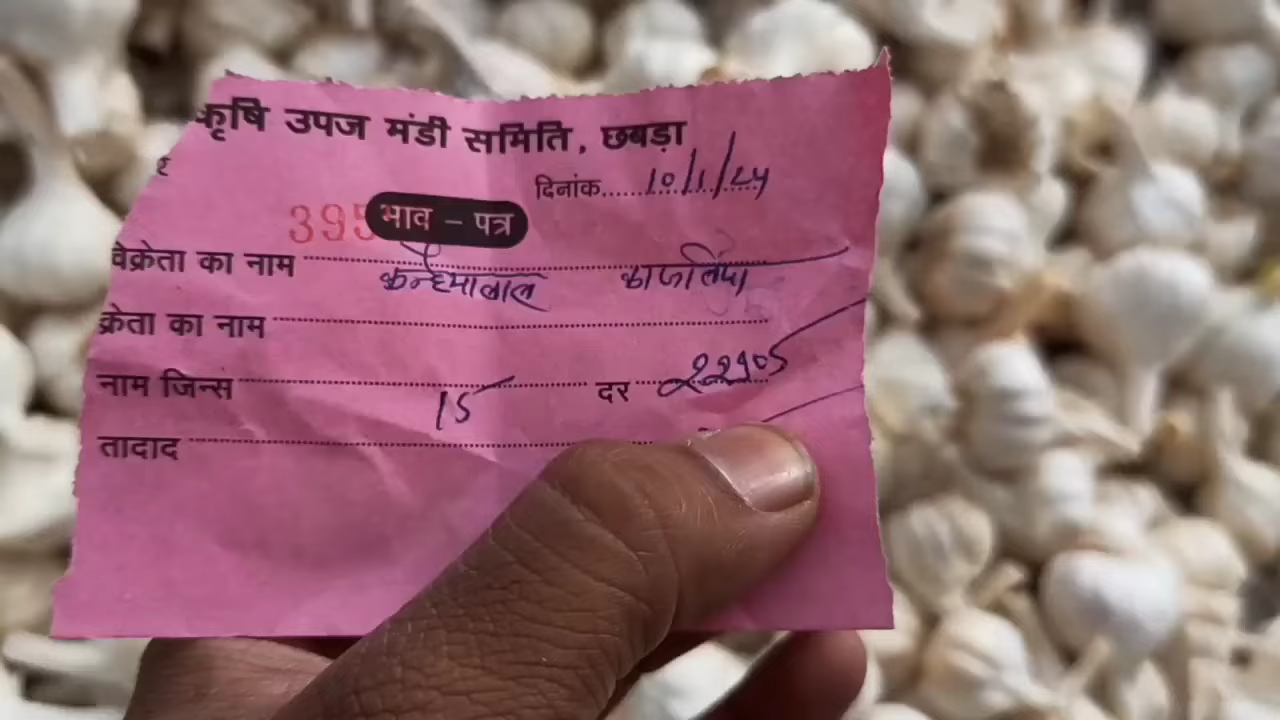 कृषि उपज मंडी समिति, छबड़ा
दिनांक...... 10/1/24
395 भाव - पत्र
वेक्रेता का नाम कन्हैयालाल
क्रेता का नाम
नाम जिन्स 15 दर 22905
तादाद